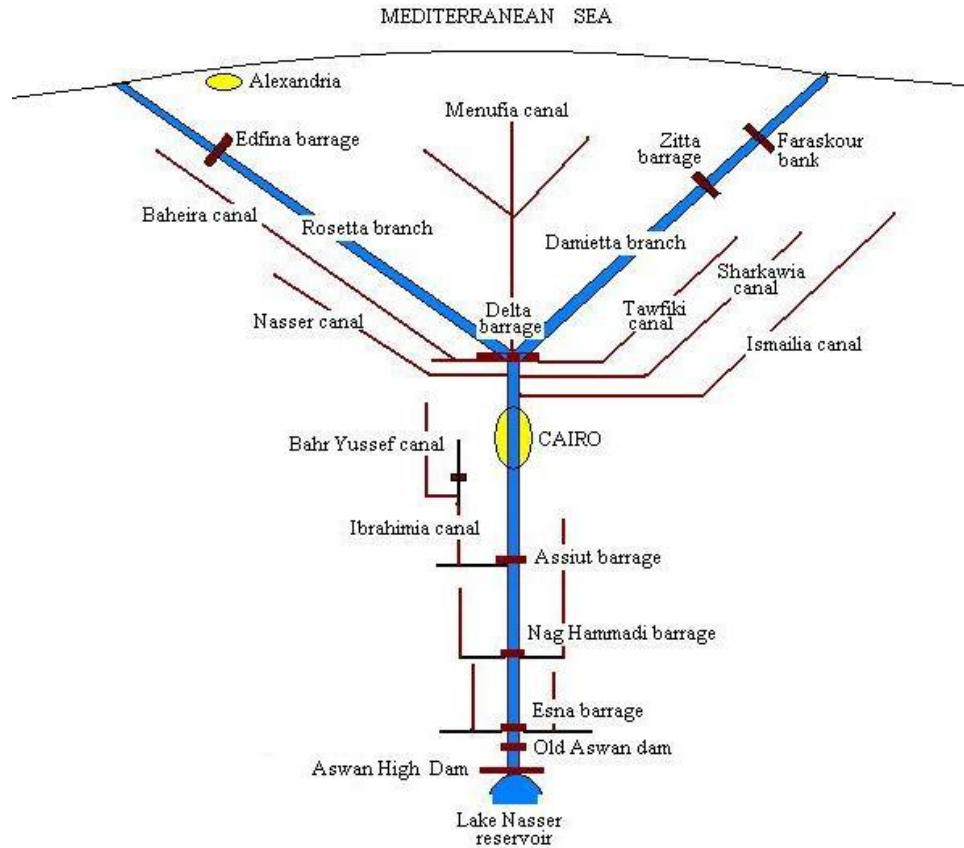 MEDITERRANEAN SEA
Alexandria
Menufia canal
Edfina barrage
Zitta
barrage
Faraskour
bank
Baheira canal
Rosetta branch
Damietta branch
Sharkawia
canal
Nasser canal
Delta
barrage
Tawfiki
canal
Ismailia canal
Bahr Yussef canal
CAIRO
Ibrahimia canal
Assiut barrage
Nag Hammadi barrage
Esna barrage
Old Aswan dam
Aswan High Dam
Lake Nasser
reservoir